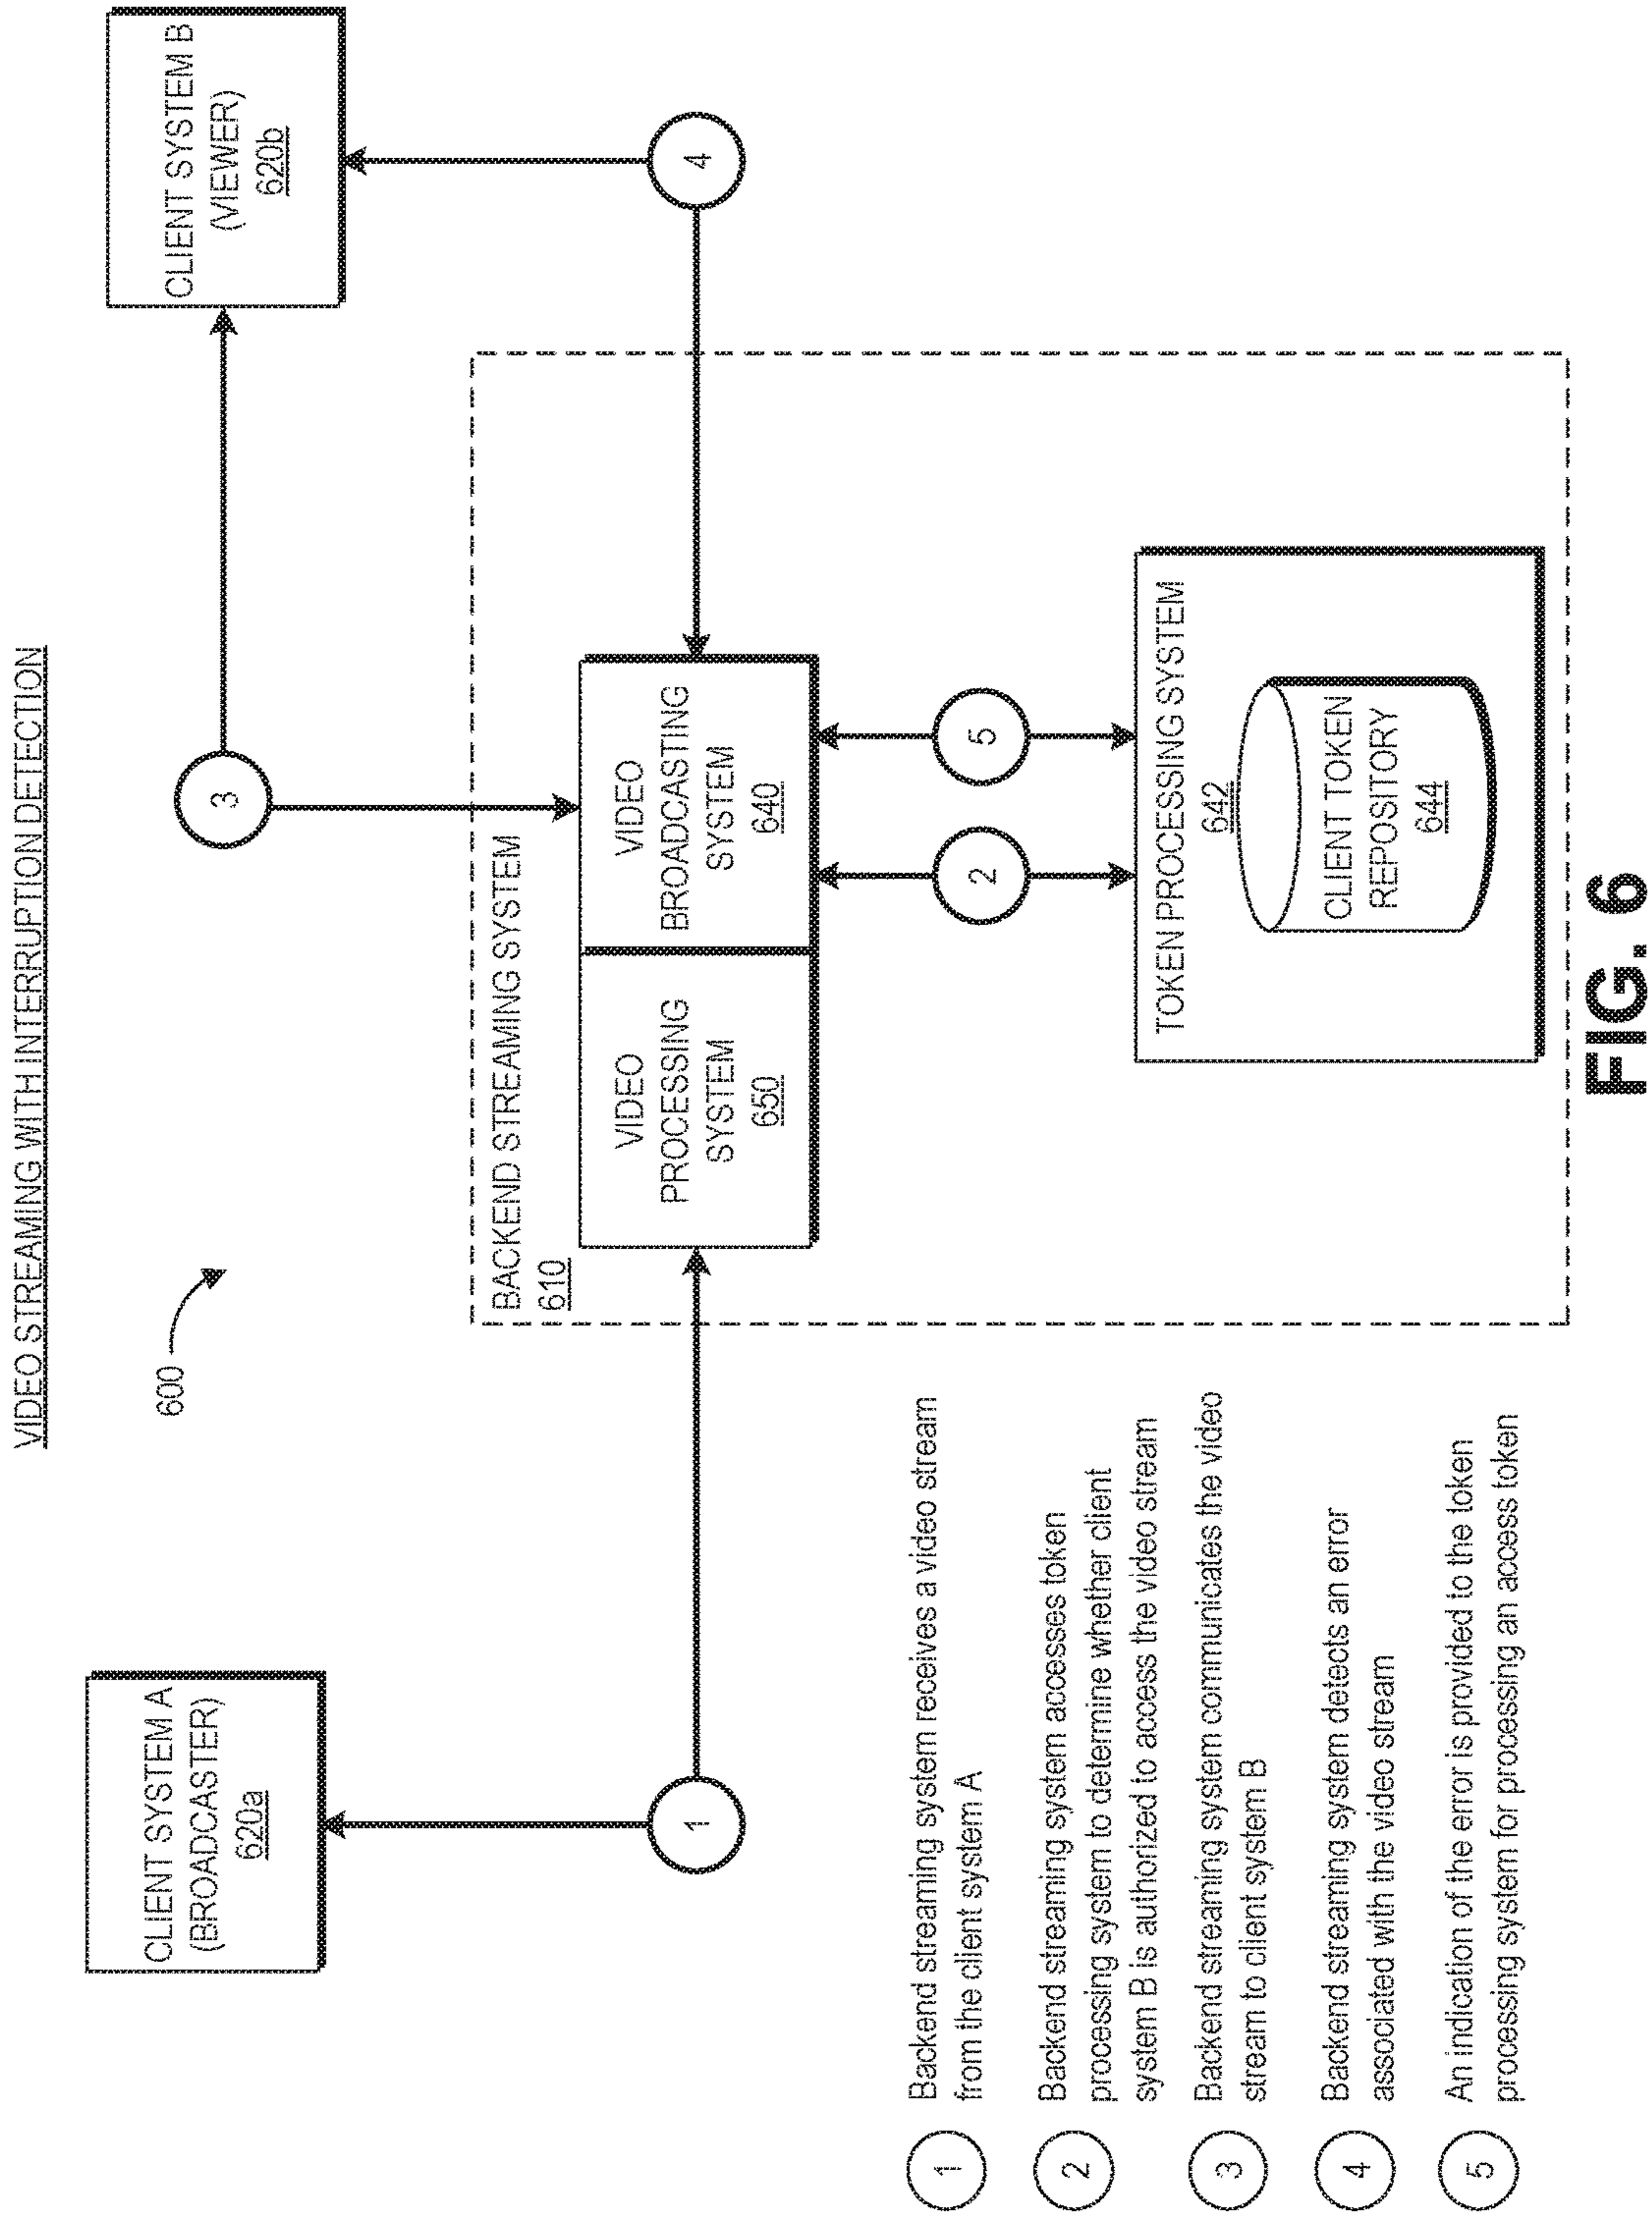 VIDEO STREAMING WITH INTERRUPTION DETECTION
600
CLIENT SYSTEM A
(BROADCASTER)
620a
CLIENT SYSTEM B
(VIEWER)
620b
3
BACKEND STREAMING SYSTEM
610
VIDEO
PROCESSING
SYSTEM
650
VIDEO
BROADCASTING
SYSTEM
640
1
4
2
5
TOKEN PROCESSING SYSTEM
642
CLIENT TOKEN
REPOSITORY
644
1
Backend streaming system receives a video stream
from the client system A
2
Backend streaming system accesses token
processing system to determine whether client
system B is authorized to access the video stream
3
Backend streaming system communicates the video
stream to client system B
4
Backend streaming system detects an error
associated with the video stream
5
An indication of the error is provided to the token
processing system for processing an access token
FIG. 6